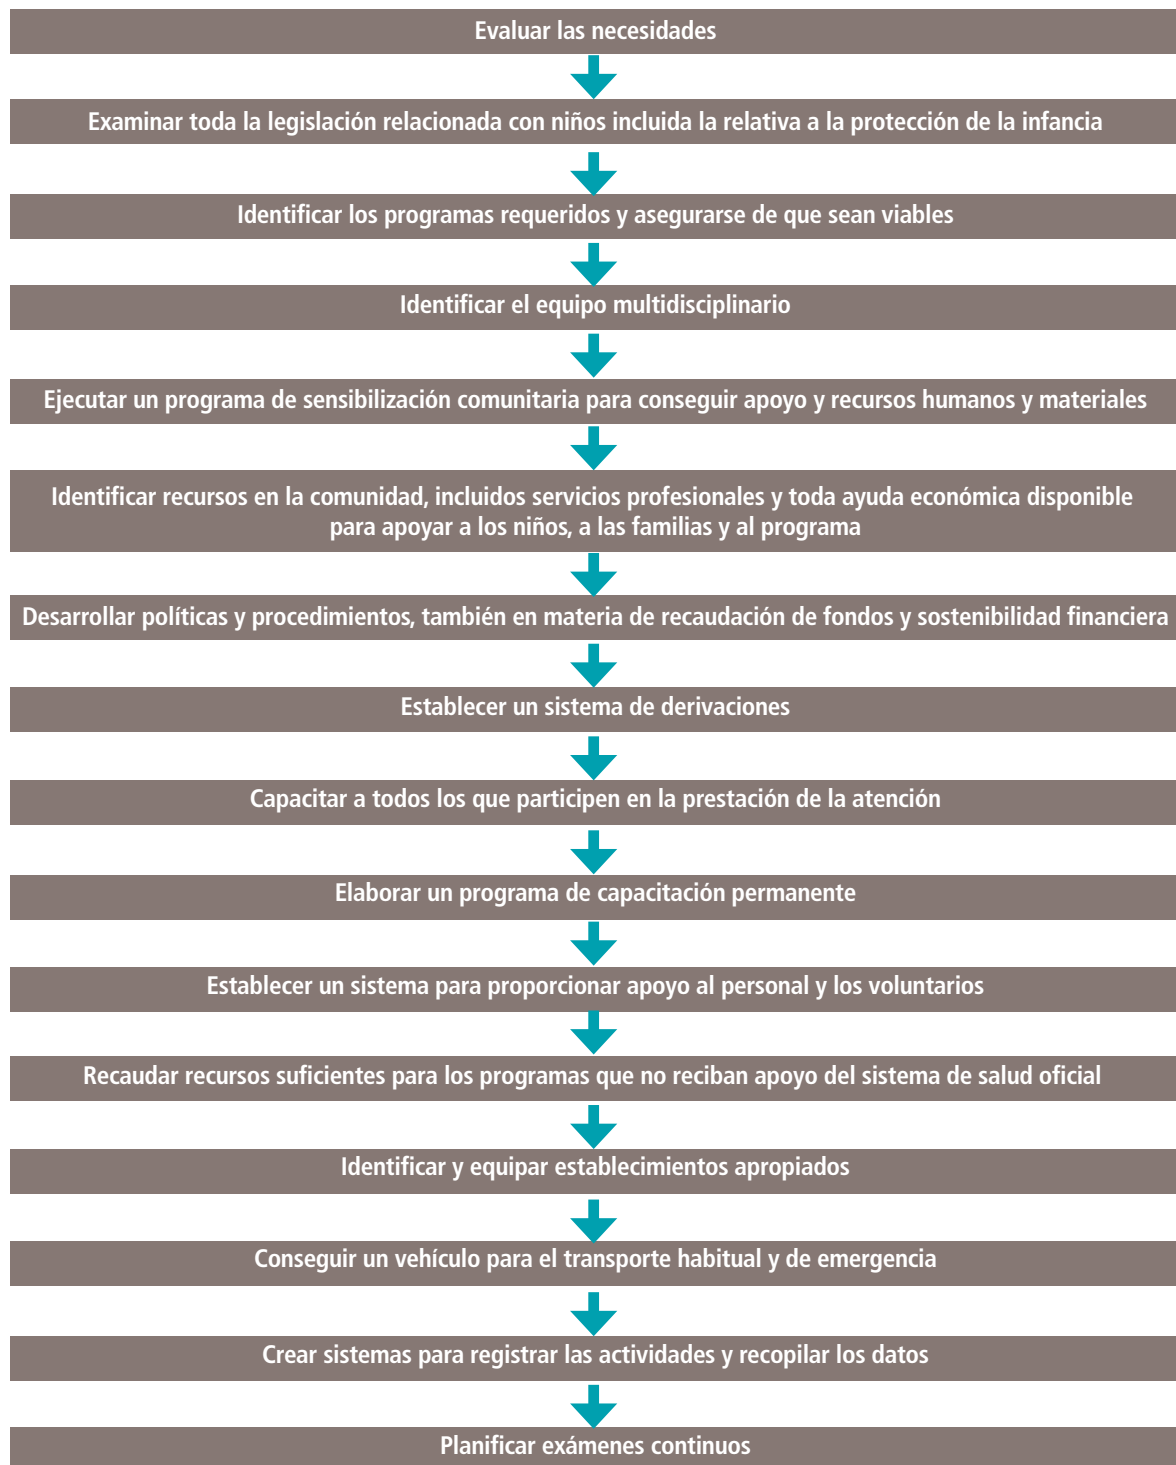 Evaluar las necesidades
Examinar toda la legislación relacionada con niños incluida la relativa a la protección de la infancia
Identificar los programas requeridos y asegurarse de que sean viables
Identificar el equipo multidisciplinario
Ejecutar un programa de sensibilización comunitaria para conseguir apoyo y recursos humanos y materiales
Identificar recursos en la comunidad, incluidos servicios profesionales y toda ayuda económica disponible
para apoyar a los niños, a las familias y al programa
Desarrollar políticas y procedimientos, también en materia de recaudación de fondos y sostenibilidad financiera
Establecer un sistema de derivaciones
Capacitar a todos los que participen en la prestación de la atención
Elaborar un programa de capacitación permanente
Establecer un sistema para proporcionar apoyo al personal y los voluntarios
Recaudar recursos suficientes para los programas que no reciban apoyo del sistema de salud oficial
Identificar y equipar establecimientos apropiados
Conseguir un vehículo para el transporte habitual y de emergencia
Crear sistemas para registrar las actividades y recopilar los datos
Planificar exámenes continuos